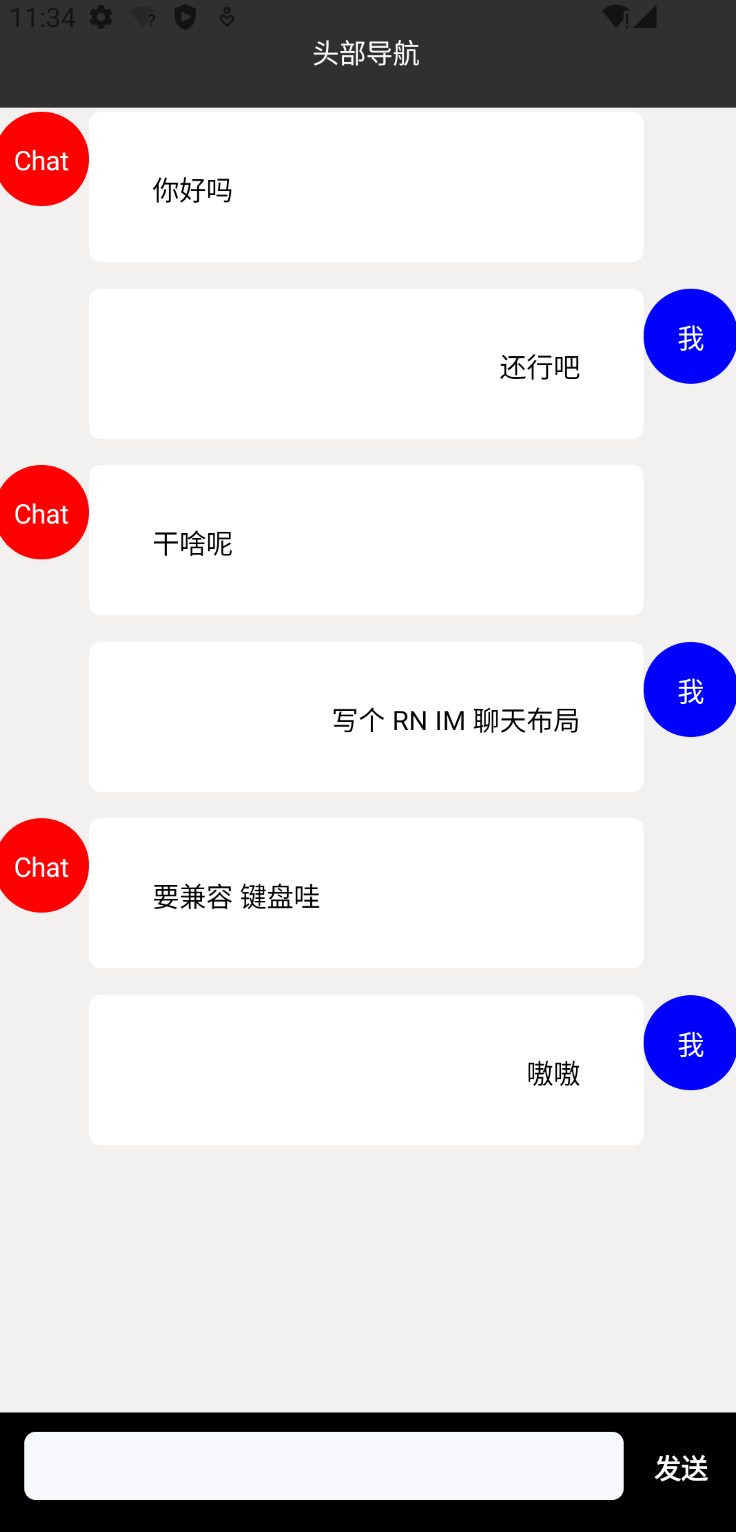 11:34
头部导航
Chat
你好吗
还行吧
我
Chat
干啥呢
写个 RN IM 聊天布局
我
Chat
要兼容 键盘哇
嗷嗷
我
发送